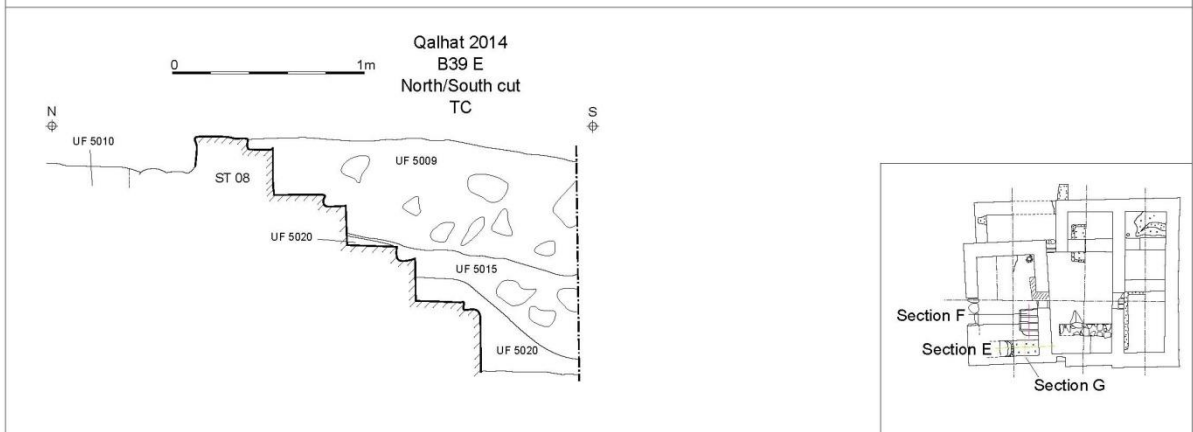 Qalhat 2014
B39 E
North/South cut
TC
0 1m
N S
UF 5010
UF 5009
ST 08
UF 5020
UF 5015
UF 5020
Section F
Section E
Section G